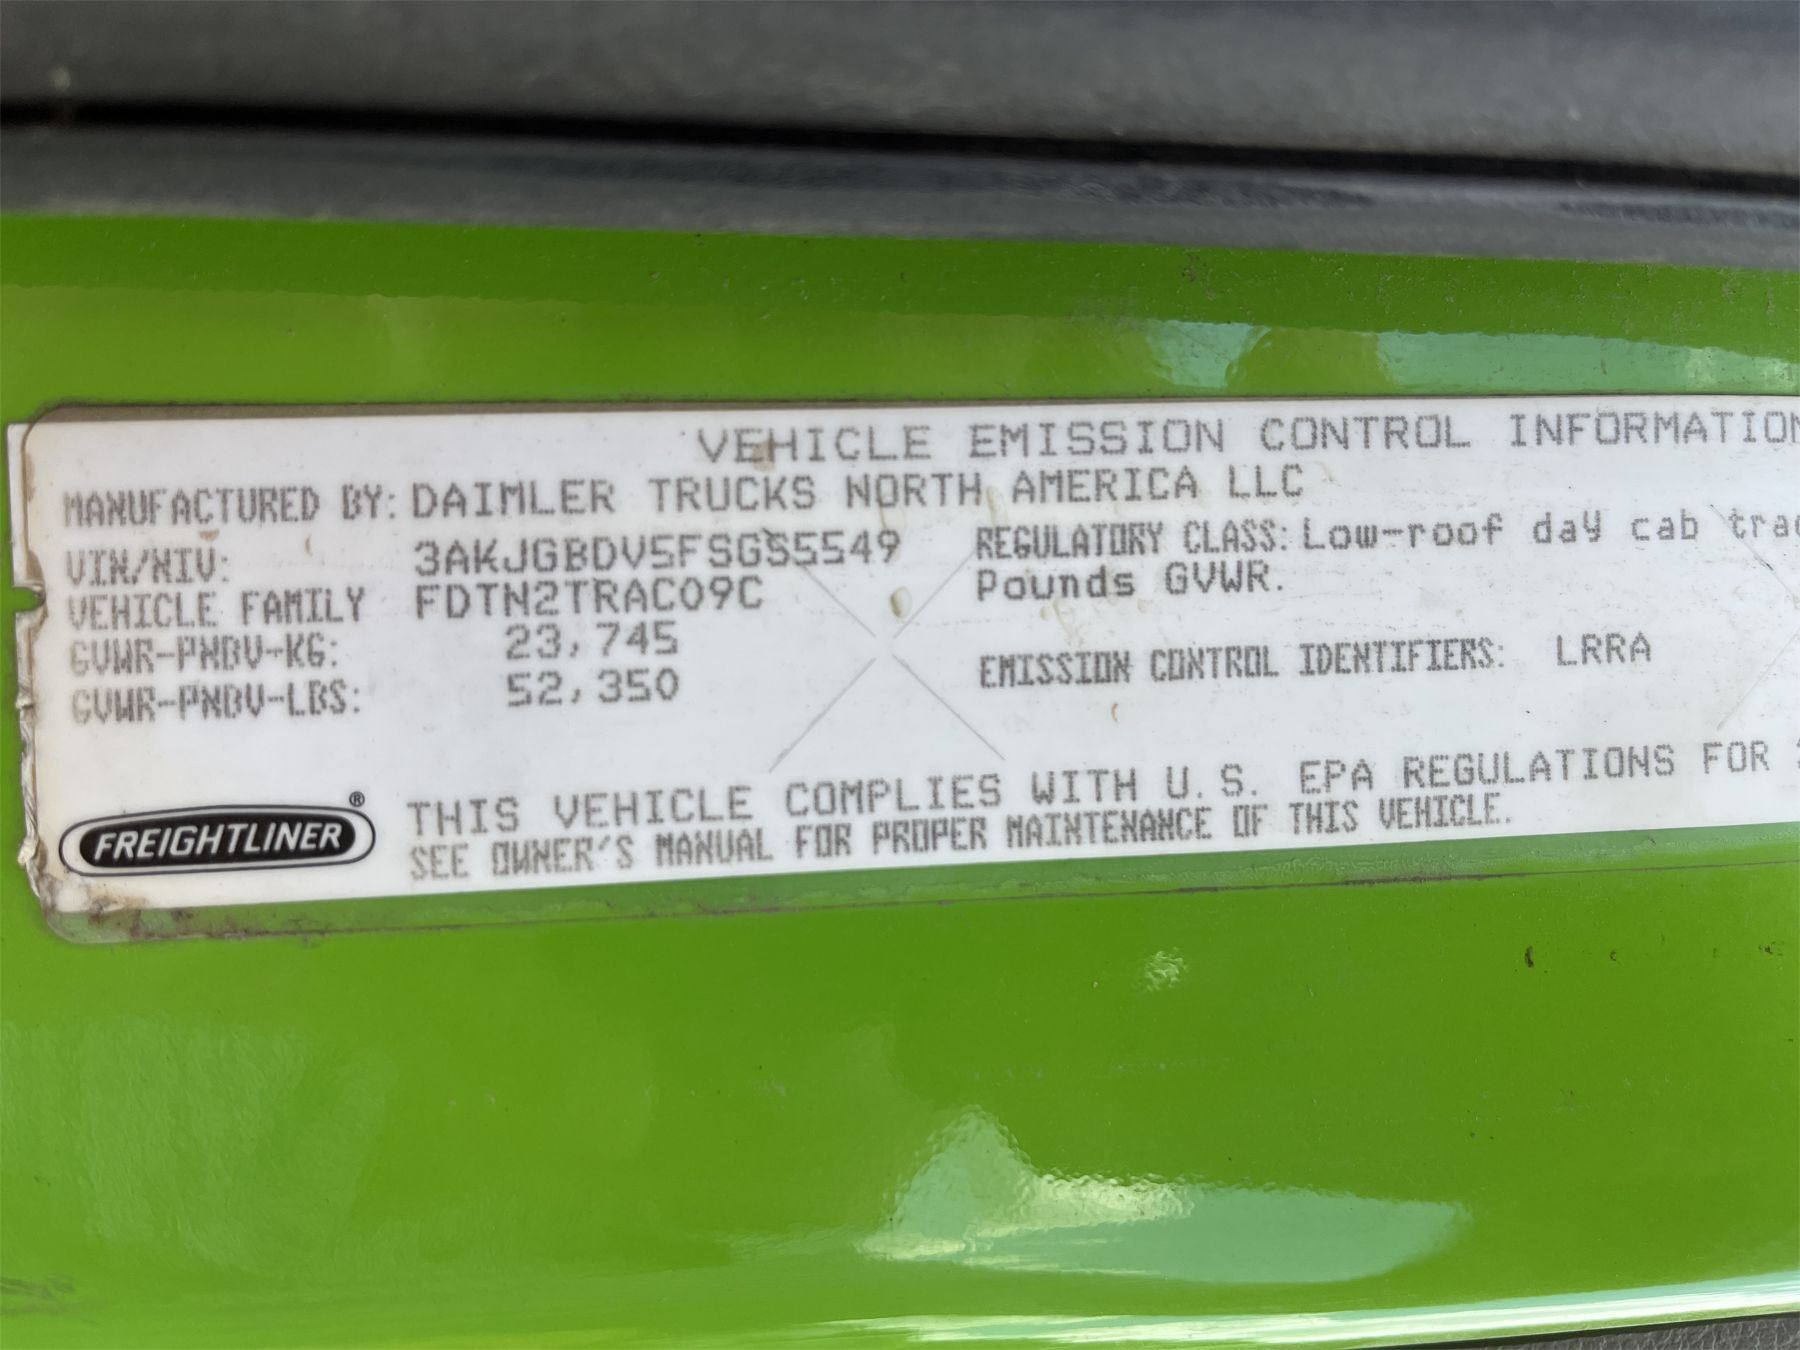 VEHICLE EMISSION CONTROL INFORMATION
MANUFACTURED BY: DAIMLER TRUCKS NORTH AMERICA LLC
VIN/NIV: 3AKJGBDV5FSGS5549
REGULATORY CLASS: Low-roof day cab trac
Pounds GVWR.
VEHICLE FAMILY FDTN2TRAC09C
GVWR-PNBV-KG: 23,745
GVWR-PNBV-LBS: 52,350
EMISSION CONTROL IDENTIFIERS: LRRA
FREIGHTLINER®
THIS VEHICLE COMPLIES WITH U.S. EPA REGULATIONS FOR
SEE OWNER'S MANUAL FOR PROPER MAINTENANCE OF THIS VEHICLE.